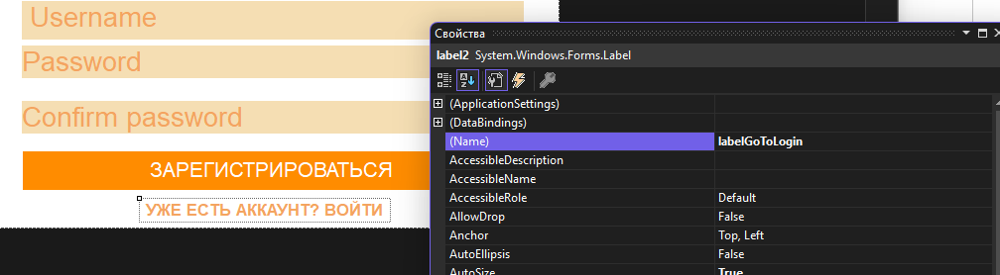 Username
Password
Confirm password
ЗАРЕГИСТРИРОВАТЬСЯ
УЖЕ ЕСТЬ АККАУНТ? ВОЙТИ
Свойства
label2 System.Windows.Forms.Label
(ApplicationSettings)
(DataBindings)
(Name) labelGoToLogin
AccessibleDescription
AccessibleName
AccessibleRole Default
AllowDrop False
Anchor Top, Left
AutoEllipsis False
AutoSize True